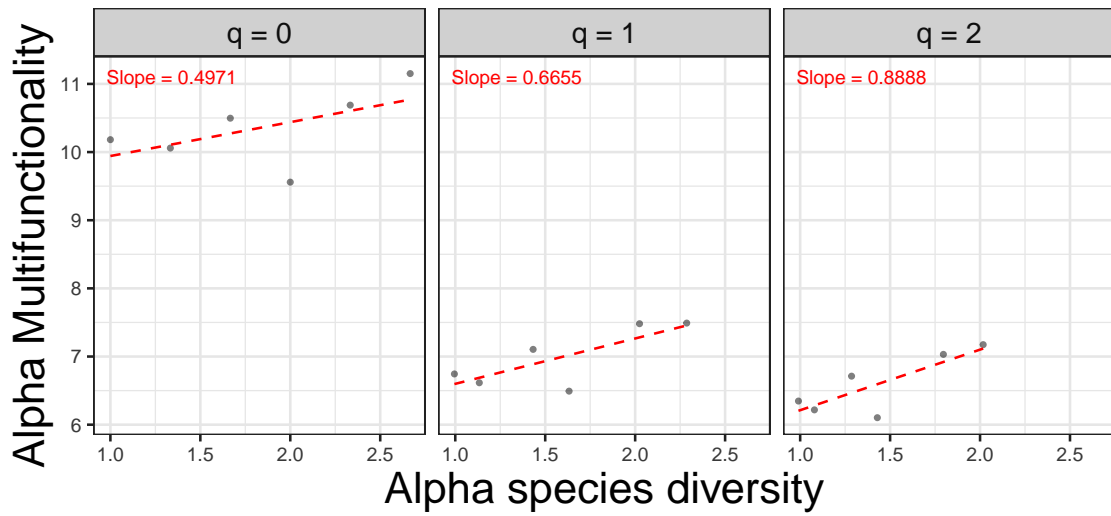 q = 0
q = 1
q = 2
Slope = 0.4971
Slope = 0.6655
Slope = 0.8888
Alpha Multifunctionality
11
10
9
8
7
6
1.0 1.5 2.0 2.5
1.0 1.5 2.0 2.5
1.0 1.5 2.0 2.5
Alpha species diversity